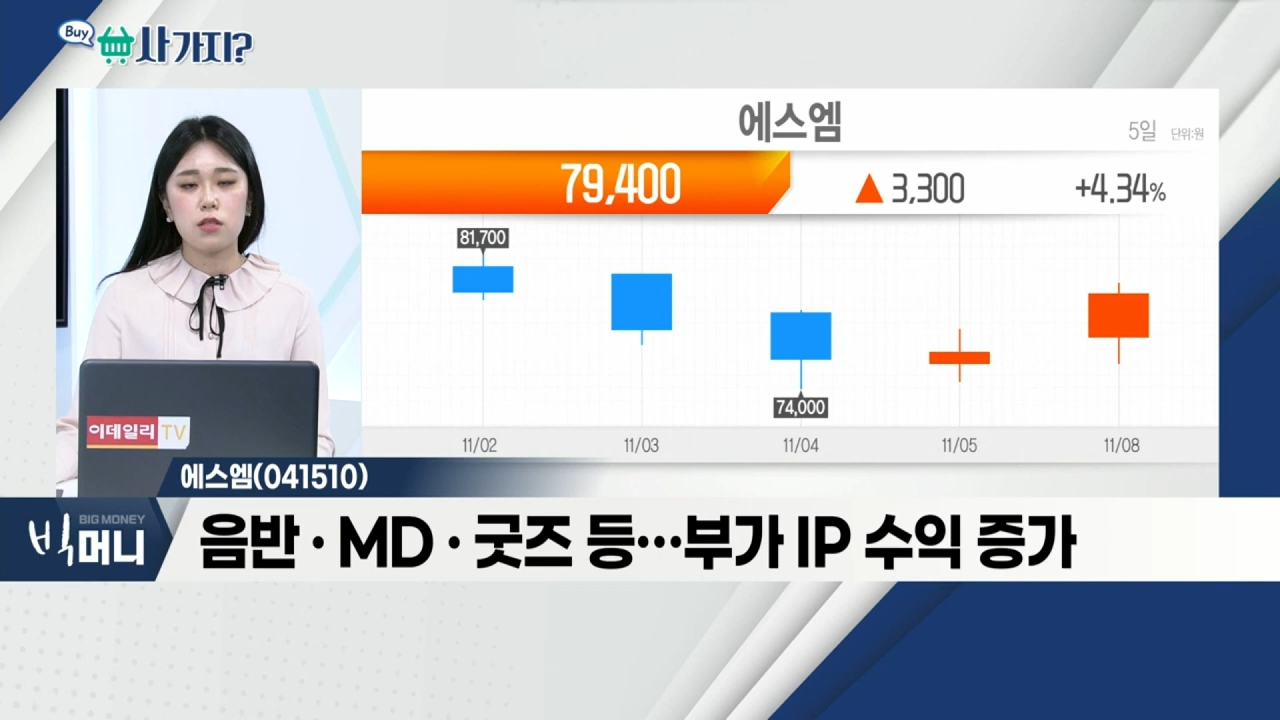 Buy
사가지?
에스엠
5일 단위:원
79,400 ▲3,300 +4.34%
81,700
74,000
11/02 11/03 11/04 11/05 11/08
이데일리TV
에스엠(041510)
BIG MONEY
빅머니
음반·MD·굿즈 등…부가 IP 수익 증가